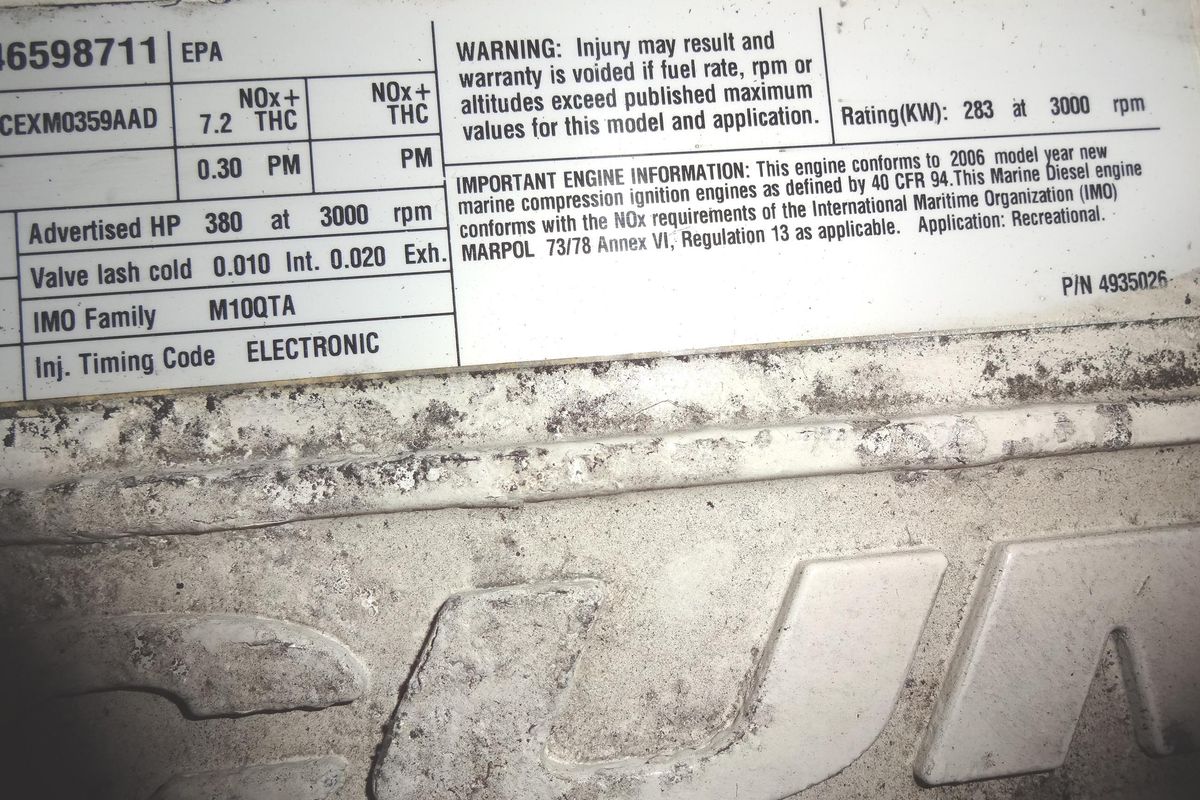 46598711 EPA
CEXM0359AAD 7.2 NOx+ THC NOx+ THC
0.30 PM PM
Advertised HP 380 at 3000 rpm
Valve lash cold 0.010 Int. 0.020 Exh.
IMO Family M10QTA
Inj. Timing Code ELECTRONIC
WARNING: Injury may result and
warranty is voided if fuel rate, rpm or
altitudes exceed published maximum
values for this model and application.
Rating(KW): 283 at 3000 rpm
IMPORTANT ENGINE INFORMATION: This engine conforms to 2006 model year new
marine compression ignition engines as defined by 40 CFR 94.This Marine Diesel engine
conforms with the NOx requirements of the International Maritime Organization (IMO)
MARPOL 73/78 Annex VI, Regulation 13 as applicable. Application: Recreational.
P/N 4935026
CUM